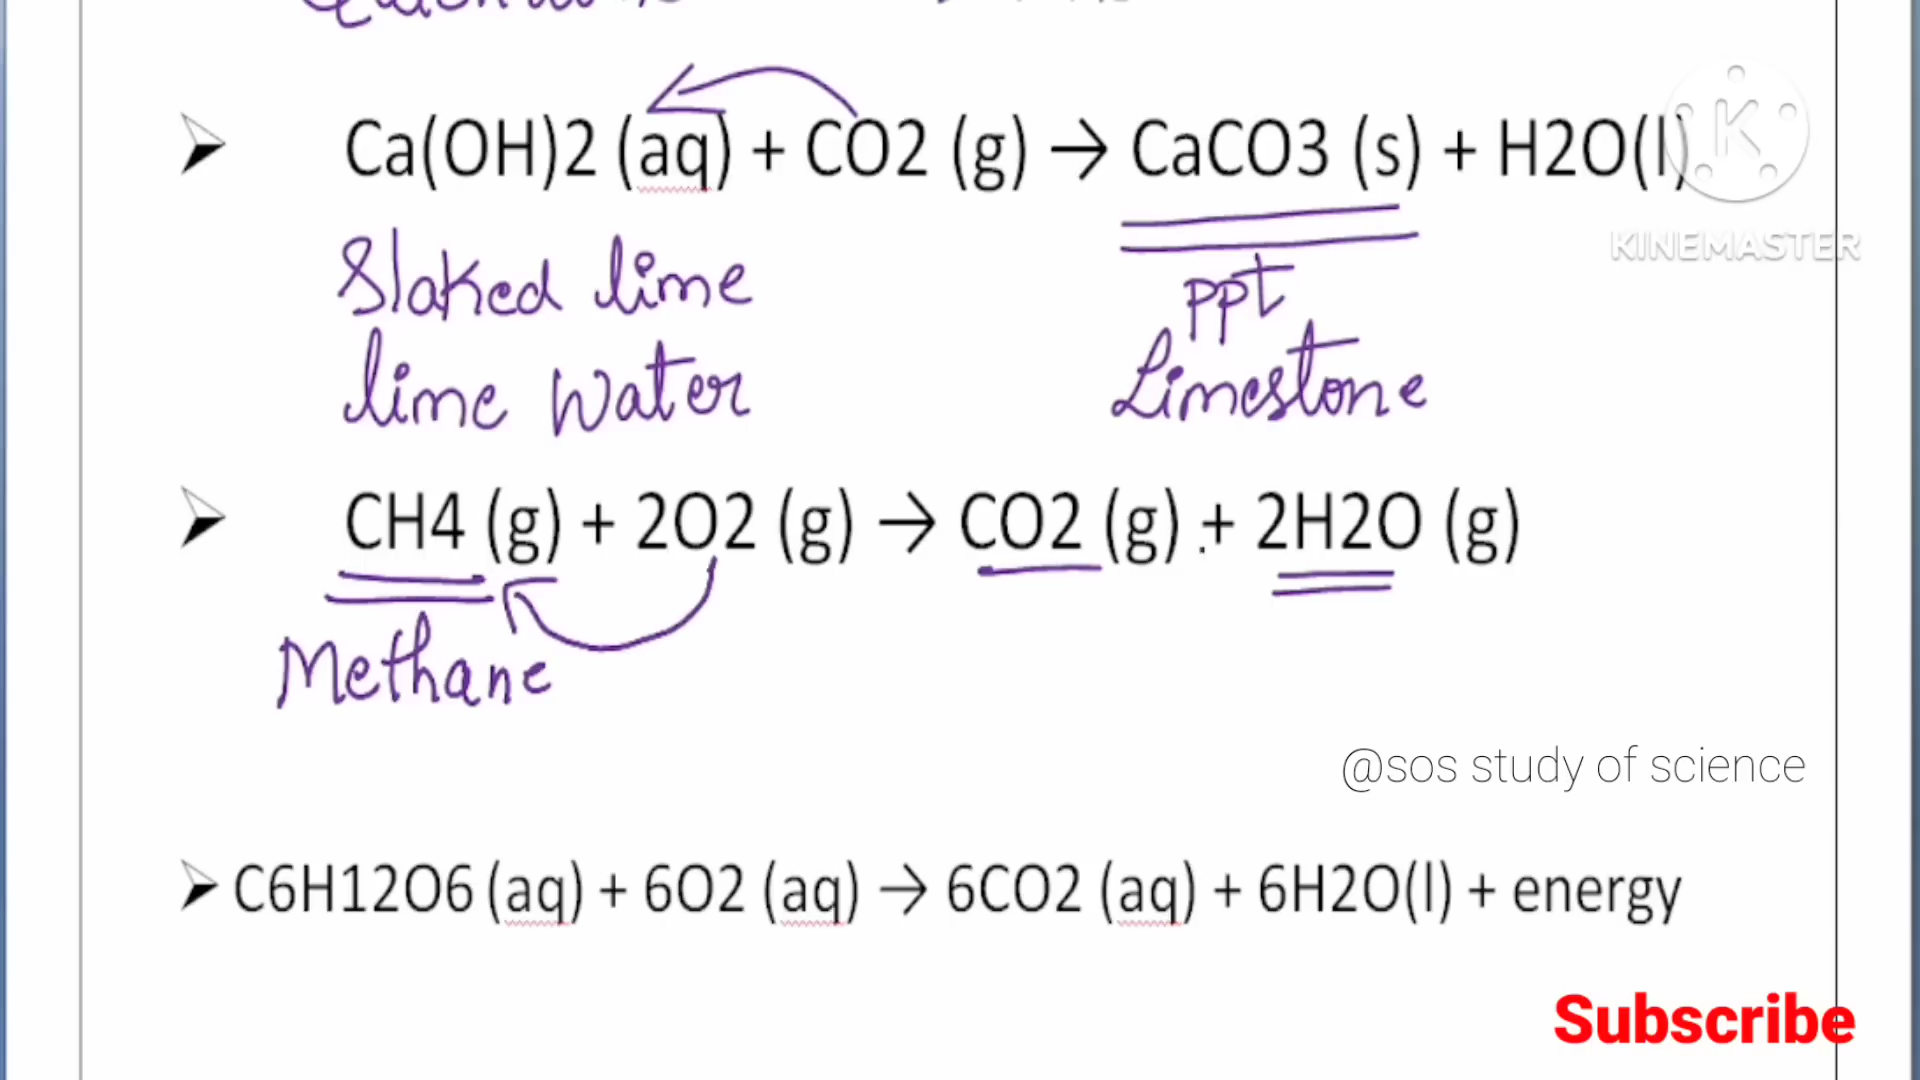 Ca(OH)2 (aq) + CO2 (g) → CaCO3 (s) + H2O(l)
KINEMASTER
Slaked lime
ppt
lime water
Limestone
CH4 (g) + 2O2 (g) → CO2 (g) + 2H2O (g)
Methane
@sos study of science
C6H12O6 (aq) + 6O2 (aq) → 6CO2 (aq) + 6H2O(l) + energy
Subscribe